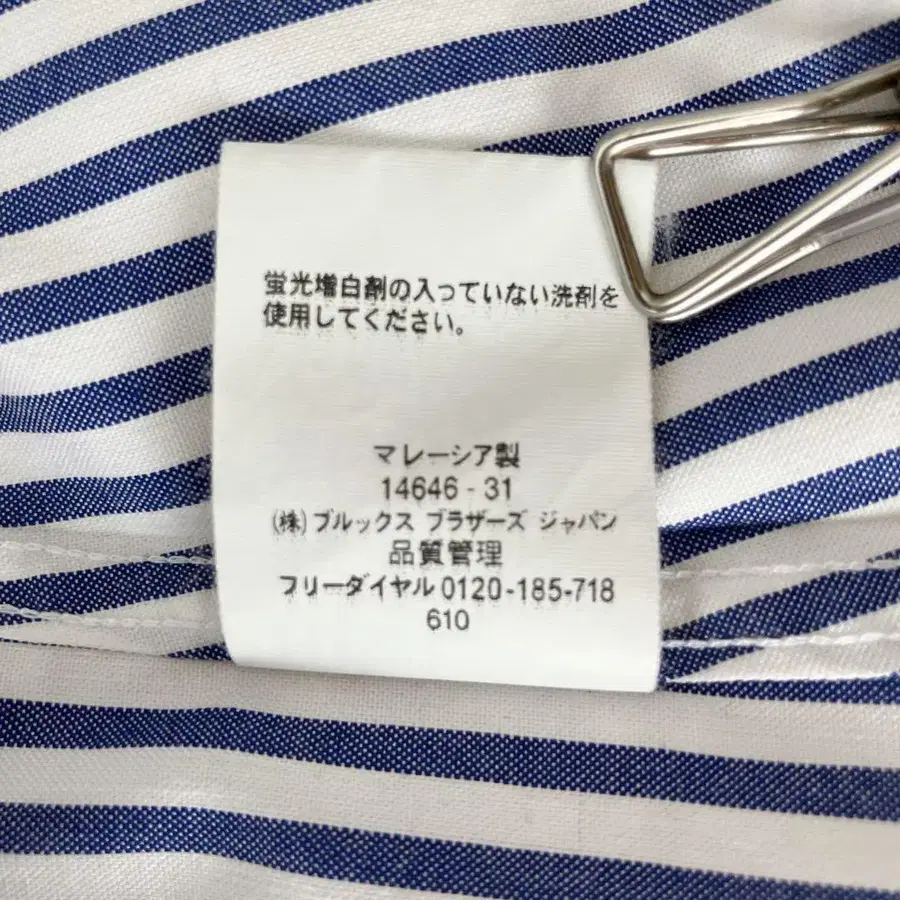 蛍光増白剤の入っていない洗剤を
使用してください。
マレーシア製
14646 - 31
(株) ブルックス ブラザーズ ジャパン
品質管理
フリーダイヤル 0120-185-718
610